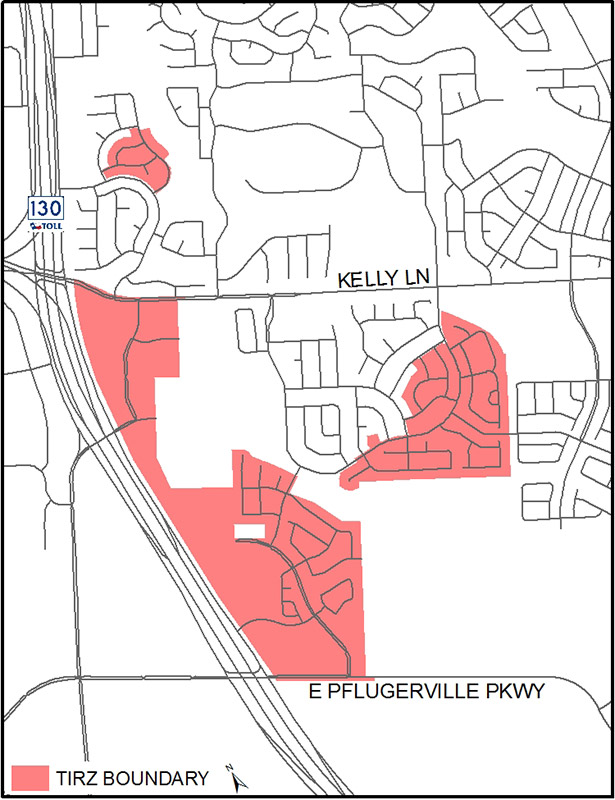 130
TOLL
KELLY LN
E PFLUGERVILLE PKWY
TIRZ BOUNDARY
N